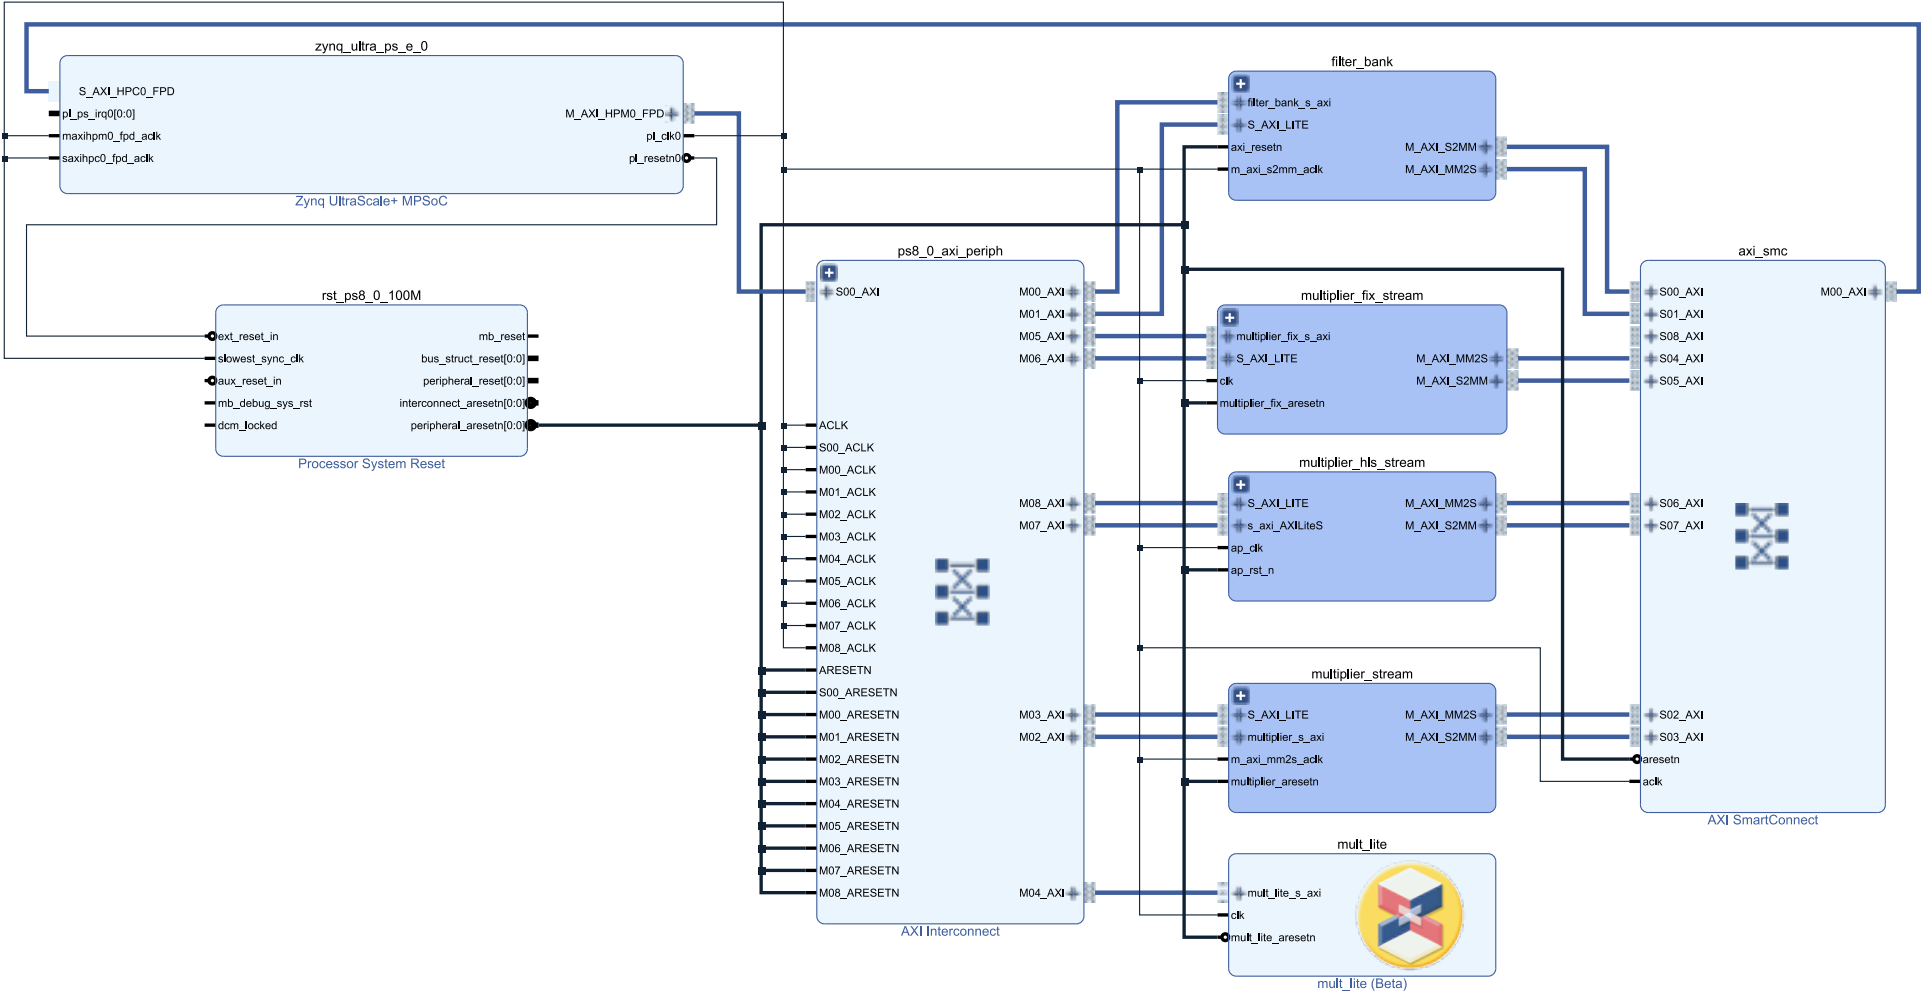 zynq_ultra_ps_e_0
S_AXI_HPC0_FPD
pl_ps_irq0[0:0]
maxihpm0_fpd_aclk
saxihpc0_fpd_aclk
M_AXI_HPM0_FPD
pl_clk0
pl_resetn0
Zynq UltraScale+ MPSoC
rst_ps8_0_100M
ext_reset_in
slowest_sync_clk
aux_reset_in
mb_debug_sys_rst
dcm_locked
mb_reset
bus_struct_reset[0:0]
peripheral_reset[0:0]
interconnect_aresetn[0:0]
peripheral_aresetn[0:0]
Processor System Reset
ps8_0_axi_periph
S00_AXI
ACLK
S00_ACLK
M00_ACLK
M01_ACLK
M02_ACLK
M03_ACLK
M04_ACLK
M05_ACLK
M06_ACLK
M07_ACLK
M08_ACLK
ARESETN
S00_ARESETN
M00_ARESETN
M01_ARESETN
M02_ARESETN
M03_ARESETN
M04_ARESETN
M05_ARESETN
M06_ARESETN
M07_ARESETN
M08_ARESETN
M00_AXI
M01_AXI
M05_AXI
M06_AXI
M08_AXI
M07_AXI
M03_AXI
M02_AXI
M04_AXI
AXI Interconnect
filter_bank
filter_bank_s_axi
S_AXI_LITE
axi_resetn
m_axi_s2mm_aclk
M_AXI_S2MM
M_AXI_MM2S
multiplier_fix_stream
multiplier_fix_s_axi
S_AXI_LITE
clk
multiplier_fix_aresetn
M_AXI_MM2S
M_AXI_S2MM
multiplier_hls_stream
S_AXI_LITE
s_axi_AXILiteS
ap_clk
ap_rst_n
M_AXI_MM2S
M_AXI_S2MM
multiplier_stream
S_AXI_LITE
multiplier_s_axi
m_axi_mm2s_aclk
multiplier_aresetn
M_AXI_MM2S
M_AXI_S2MM
mult_lite
mult_lite_s_axi
clk
mult_lite_aresetn
mult_lite (Beta)
axi_smc
S00_AXI
S01_AXI
S08_AXI
S04_AXI
S05_AXI
S06_AXI
S07_AXI
S02_AXI
S03_AXI
aresetn
aclk
M00_AXI
AXI SmartConnect